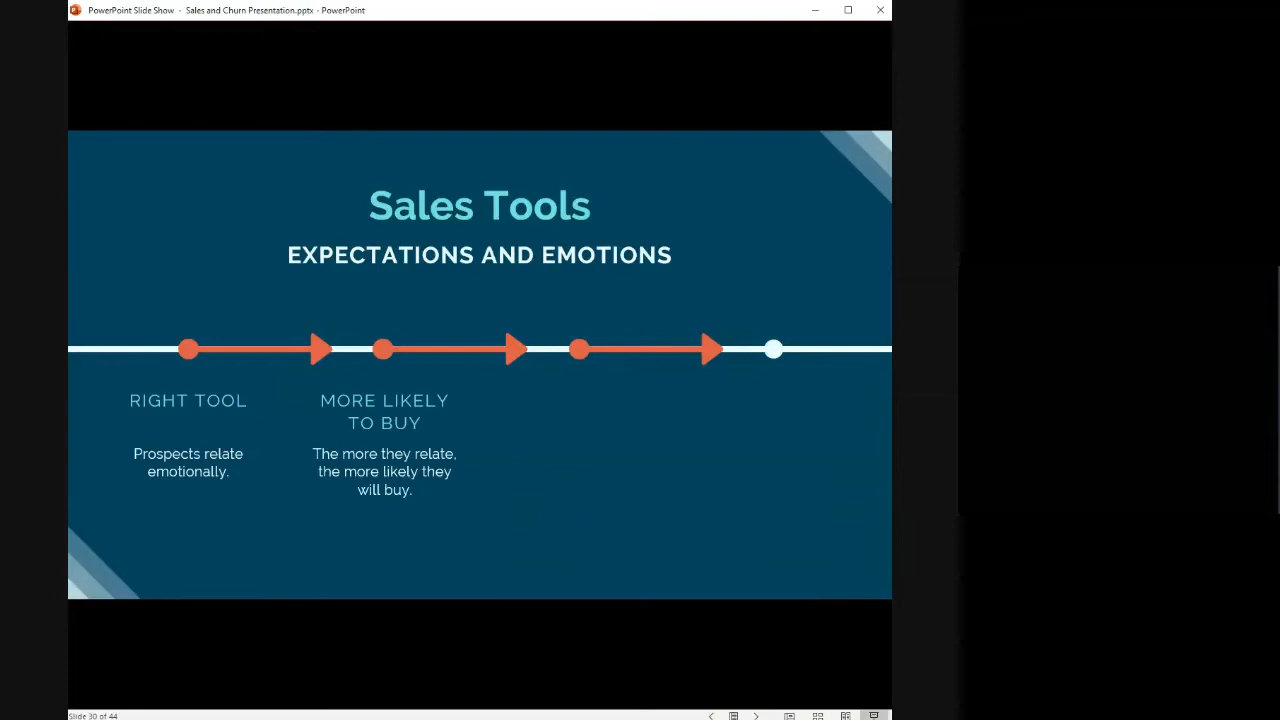 PowerPoint Slide Show - Sales and Churn Presentation.pptx - PowerPoint
Sales Tools
EXPECTATIONS AND EMOTIONS
RIGHT TOOL
Prospects relate
emotionally.
MORE LIKELY
TO BUY
The more they relate,
the more likely they
will buy.
Slide 30 of 44